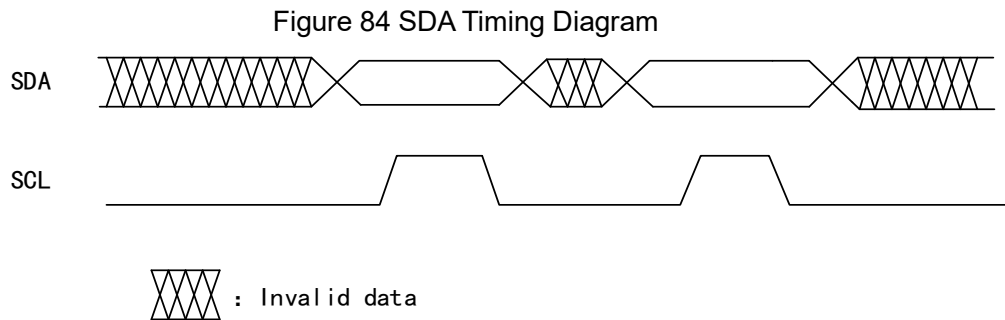 Figure 84 SDA Timing Diagram
SDA
SCL
: Invalid data